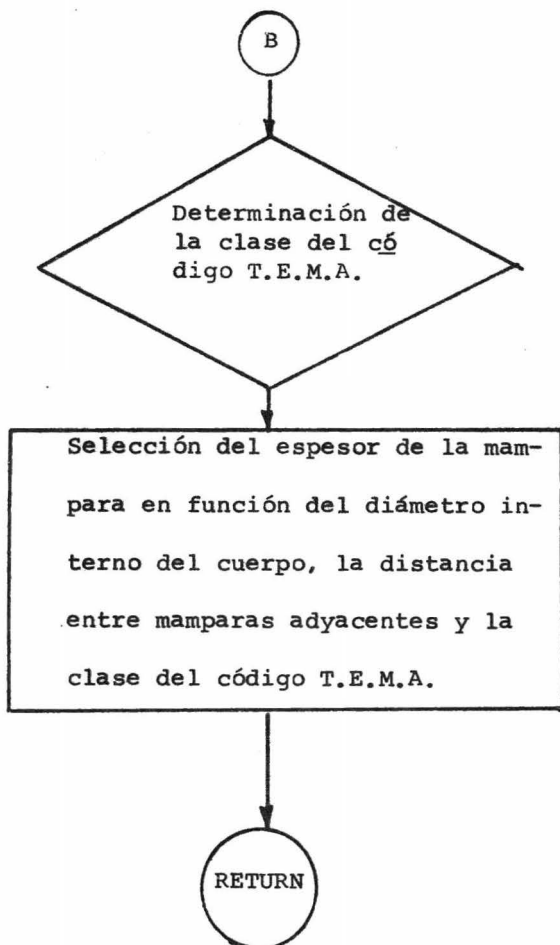 B
Determinación de
la clase del có
digo T.E.M.A.
Selección del espesor de la mam-
para en función del diámetro in-
terno del cuerpo, la distancia
entre mamparas adyacentes y la
clase del código T.E.M.A.
RETURN